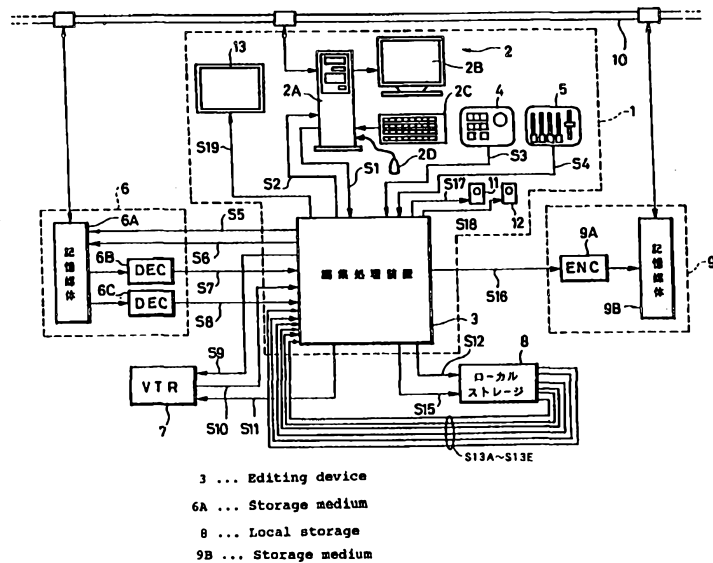 10
13
2
2B
2A
2C
4
5
1
2D
S19
S2
S1
S3
S4
S17
11
S18
12
6
6A
S5
S6
6B
DEC
S7
6C
DEC
S8
記憶媒体
編集処理装置
S16
9A
ENC
記憶媒体
9
9B
3
S9
S12
8
VTR
S10
S11
S15
ローカル
ストレージ
7
S13A~S13E
3 ... Editing device
6A ... Storage medium
8 ... Local storage
9B ... Storage medium